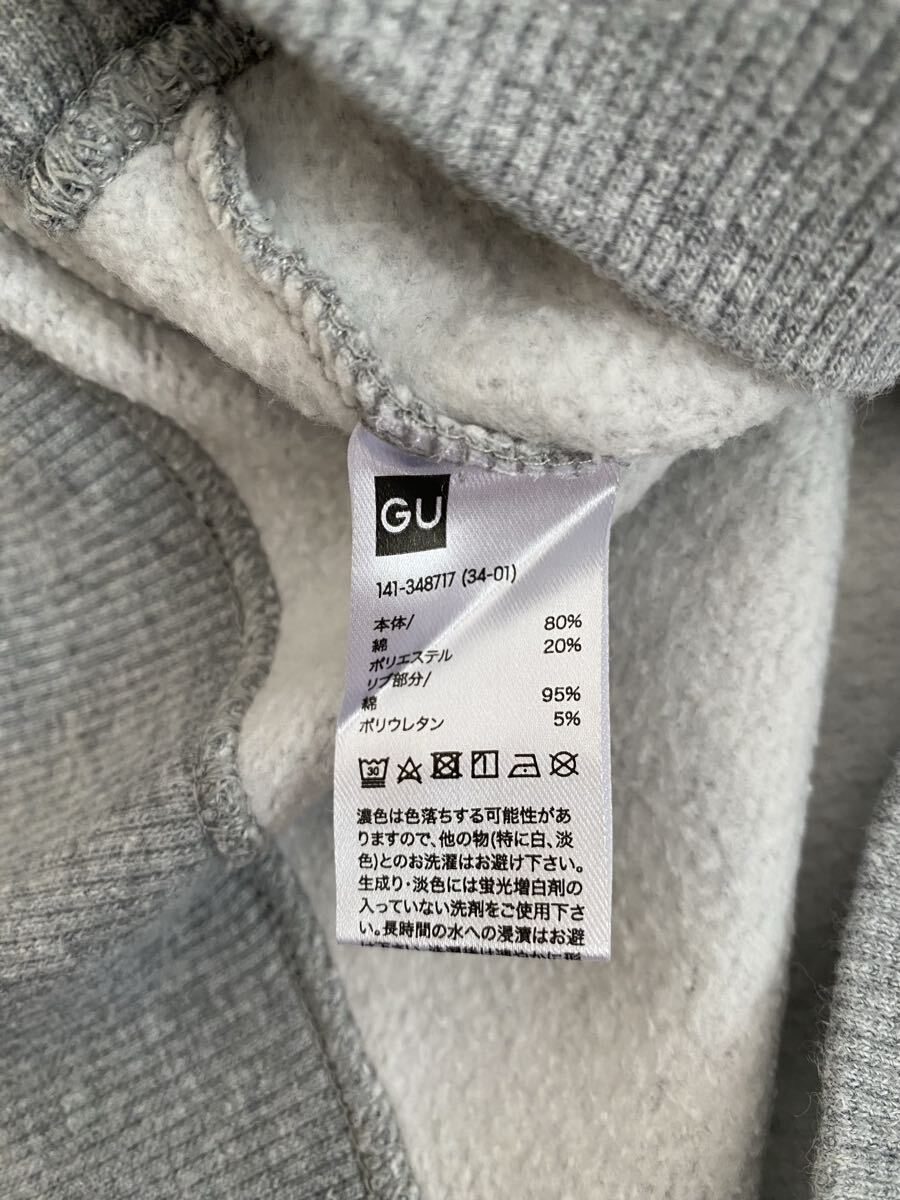 GU
141-348717 (34-01)
本体/
綿 80%
ポリエステル 20%
リブ部分/
綿 95%
ポリウレタン 5%
30
濃色は色落ちする可能性があ
りますので、他の物(特に白、淡
色)とのお洗濯はお避け下さい。
生成り・淡色には蛍光増白剤の
入っていない洗剤をご使用下さ
い。長時間の水への浸漬はお避